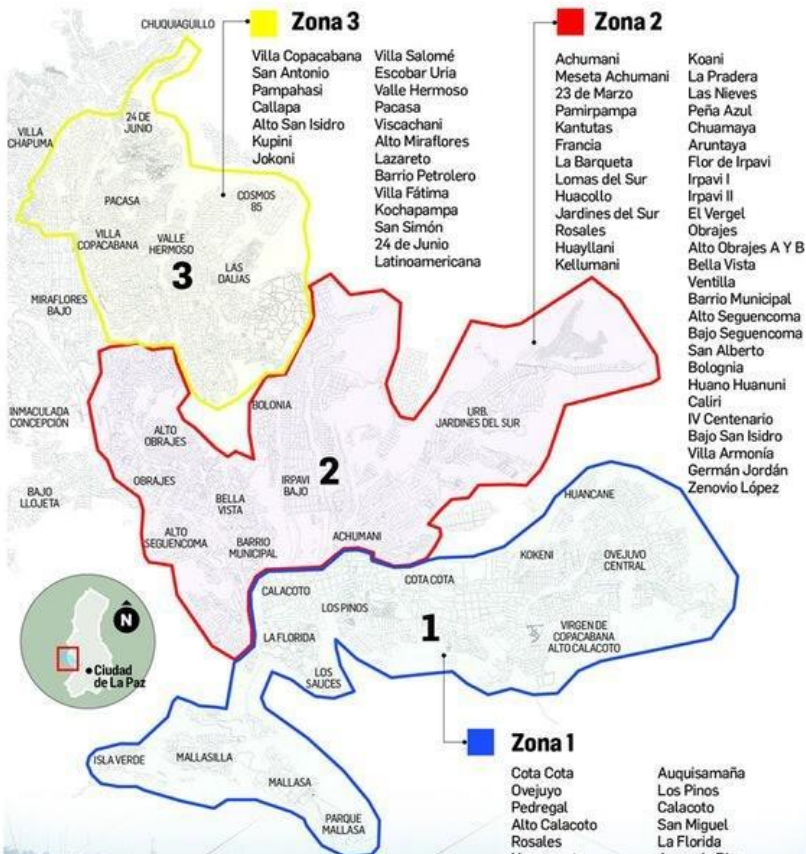 Zona 3
Villa Copacabana
San Antonio
Pampahasi
Callapa
Alto San Isidro
Kupini
Jokoni
Villa Salomé
Escobar Uria
Valle Hermoso
Pacasa
Viscachani
Alto Miraflores
Lazareto
Barrio Petrolero
Villa Fátima
Kochapampa
San Simón
24 de Junio
Latinoamericana
Zona 2
Achumani
Meseta Achumani
23 de Marzo
Pamirpampa
Kantutas
Francia
La Barqueta
Lomas del Sur
Huacollo
Jardines del Sur
Rosales
Huayllani
Kellumani
Koani
La Pradera
Las Nieves
Peña Azul
Chuamaya
Aruntaya
Flor de Irpavi
Irpavi I
Irpavi II
El Vergel
Obrajes
Alto Obrajes A Y B
Bella Vista
Ventilla
Barrio Municipal
Alto Seguencoma
Bajo Seguencoma
San Alberto
Bolognia
Huano Huanuni
Caliri
IV Centenario
Bajo San Isidro
Villa Armonía
Germán Jordán
Zenovio López
CHUQUIAGUILLO
24 DE
JUNIO
VILLA
CHAPUMA
PACASA
COSMOS
85
VILLA
COPACABANA
VALLE
HERMOSO
3
LAS
DALIAS
MIRAFLORES
BAJO
INMACULADA
CONCEPCIÓN
BOLONIA
ALTO
OBRAJES
URB.
JARDINES DEL SUR
2
OBRAJES
IRPAVI
BAJO
BAJO
LLOJETA
BELLA
VISTA
ALTO
SEGUENCOMA
BARRIO
MUNICIPAL
ACHUMANI
HUANCANE
KOKENI
OVEJUVO
CENTRAL
COTA COTA
CALACOTO
LOS PINOS
1
LA FLORIDA
VIRGEN DE
COPACABANA
ALTO CALACOTO
LOS
SAUCES
N
Ciudad
de La Paz
ISLA VERDE
MALLASILLA
MALLASA
PARQUE
MALLASA
Zona 1
Cota Cota
Ovejuyo
Pedregal
Alto Calacoto
Rosales
Auquisamaña
Los Pinos
Calacoto
San Miguel
La Florida